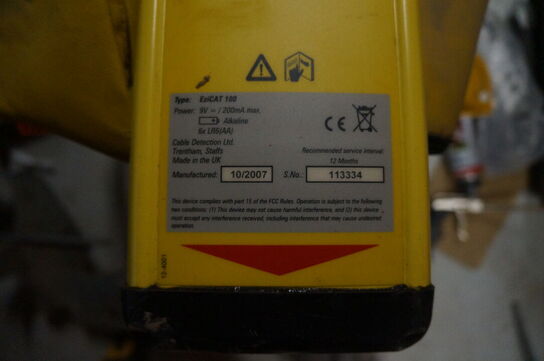 Type: EziCAT 100
Power: 9V = / 200mA max.
Alkaline
6x LR6(AA)
Cable Detection Ltd.
Trentham, Staffs
Made in the UK
CE
Recommended service interval:
12 Months
Manufactured: 10/2007 S.No.: 113334
This device complies with part 15 of the FCC Rules. Operation is subject to the following
two conditions: (1) This device may not cause harmful interference, and (2) this device
must accept any interference received, including interference that may cause undesired
operation.
12-4001